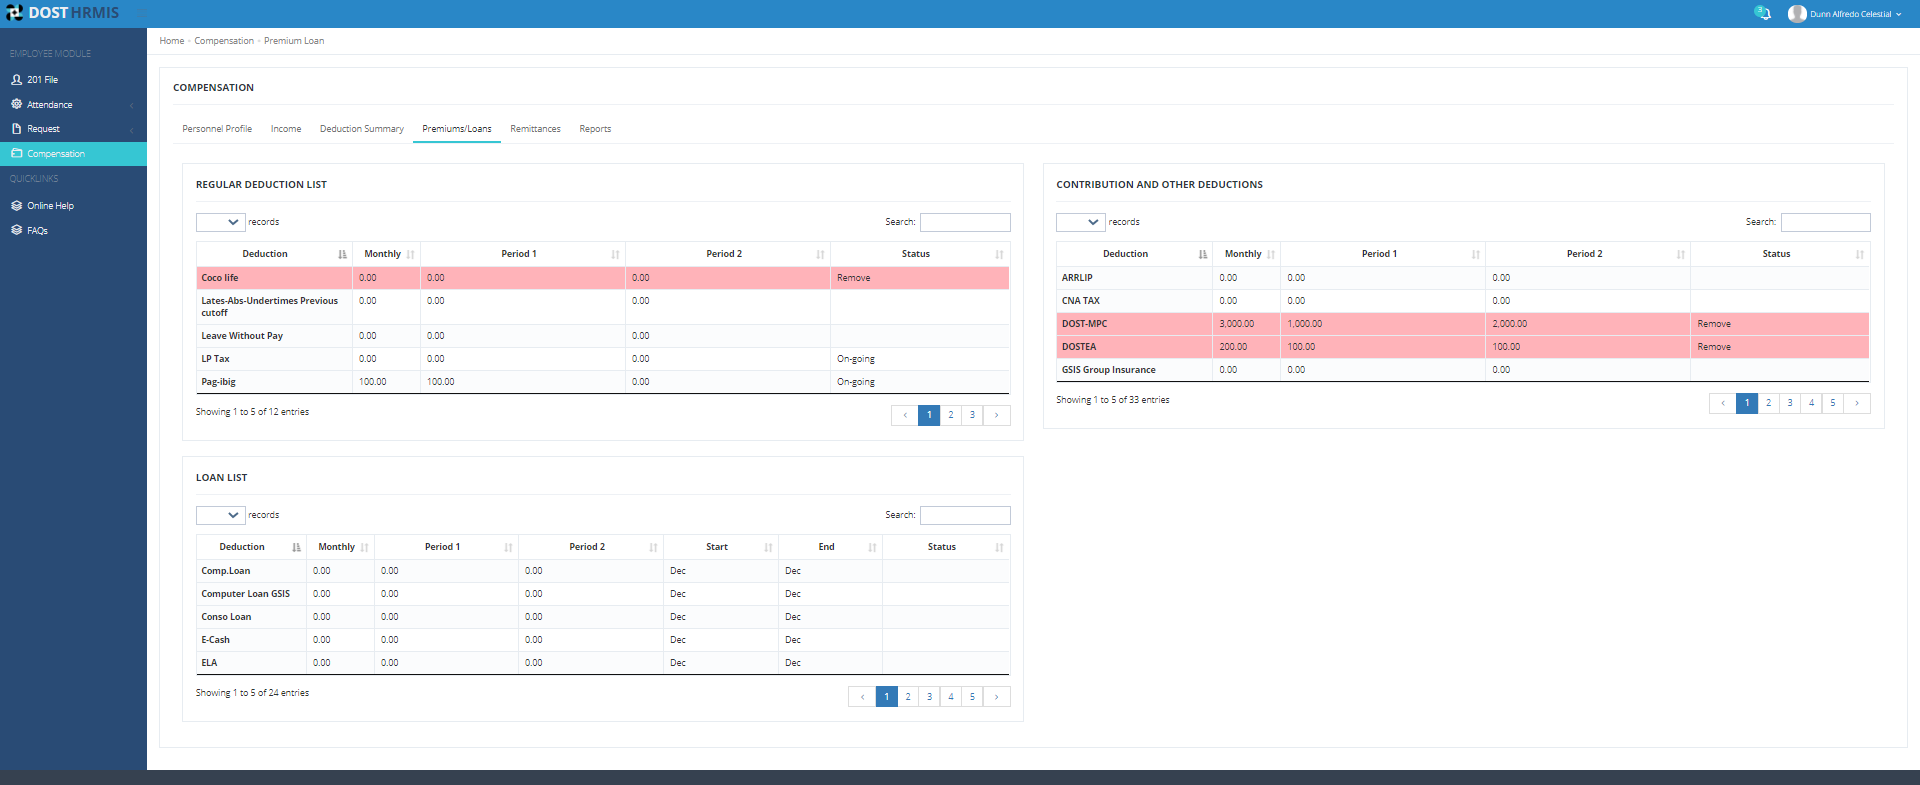 DOST HRMIS
3
Dunn Alfredo Celestial
EMPLOYEE MODULE
201 File
Attendance
Request
Compensation
QUICKLINKS
Online Help
FAQs
Home - Compensation - Premium Loan
COMPENSATION
Personnel Profile Income Deduction Summary Premiums/Loans Remittances Reports
REGULAR DEDUCTION LIST
records Search:
Deduction Monthly Period 1 Period 2 Status
Coco life 0.00 0.00 0.00 Remove
Lates-Abs-Undertimes Previous 0.00 0.00 0.00
cutoff
Leave Without Pay 0.00 0.00 0.00
LP Tax 0.00 0.00 0.00 On-going
Pag-ibig 100.00 100.00 0.00 On-going
Showing 1 to 5 of 12 entries
‹ 1 2 3 ›
CONTRIBUTION AND OTHER DEDUCTIONS
records Search:
Deduction Monthly Period 1 Period 2 Status
ARRLIP 0.00 0.00 0.00
CNA TAX 0.00 0.00 0.00
DOST-MPC 3,000.00 1,000.00 2,000.00 Remove
DOSTEA 200.00 100.00 100.00 Remove
GSIS Group Insurance 0.00 0.00 0.00
Showing 1 to 5 of 33 entries
‹ 1 2 3 4 5 ›
LOAN LIST
records Search:
Deduction Monthly Period 1 Period 2 Start End Status
Comp.Loan 0.00 0.00 0.00 Dec Dec
Computer Loan GSIS 0.00 0.00 0.00 Dec Dec
Conso Loan 0.00 0.00 0.00 Dec Dec
E-Cash 0.00 0.00 0.00 Dec Dec
ELA 0.00 0.00 0.00 Dec Dec
Showing 1 to 5 of 24 entries
‹ 1 2 3 4 5 ›